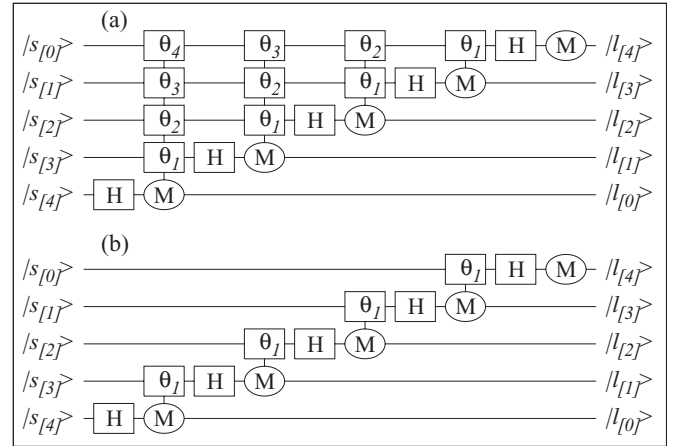 (a)
|s[0]> θ4 θ3 θ2 θ1 H M |l[4]>
|s[1]> θ3 θ2 θ1 H M |l[3]>
|s[2]> θ2 θ1 H M |l[2]>
|s[3]> θ1 H M |l[1]>
|s[4]> H M |l[0]>
(b)
|s[0]> θ1 H M |l[4]>
|s[1]> θ1 H M |l[3]>
|s[2]> θ1 H M |l[2]>
|s[3]> θ1 H M |l[1]>
|s[4]> H M |l[0]>